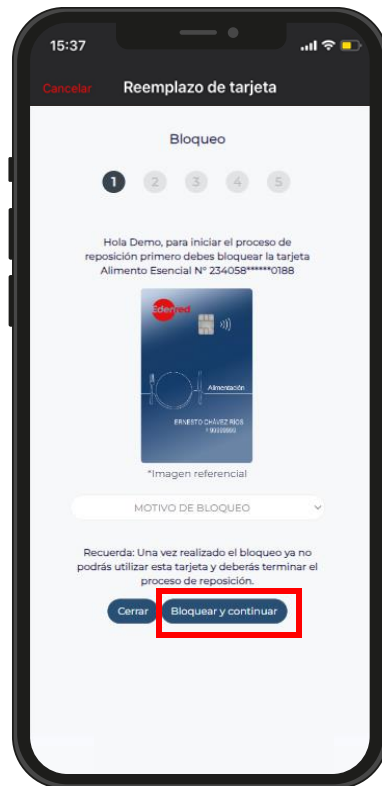 15:37
Cancelar Reemplazo de tarjeta
Bloqueo
1 2 3 4 5
Hola Demo, para iniciar el proceso de
reposición primero debes bloquear la tarjeta
Alimento Esencial N° 234058******0188
Edenred
Alimentación
ERNESTO CHÁVEZ RÍOS
*Imagen referencial
MOTIVO DE BLOQUEO
Recuerda: Una vez realizado el bloqueo ya no
podrás utilizar esta tarjeta y deberás terminar el
proceso de reposición.
Cerrar Bloquear y continuar